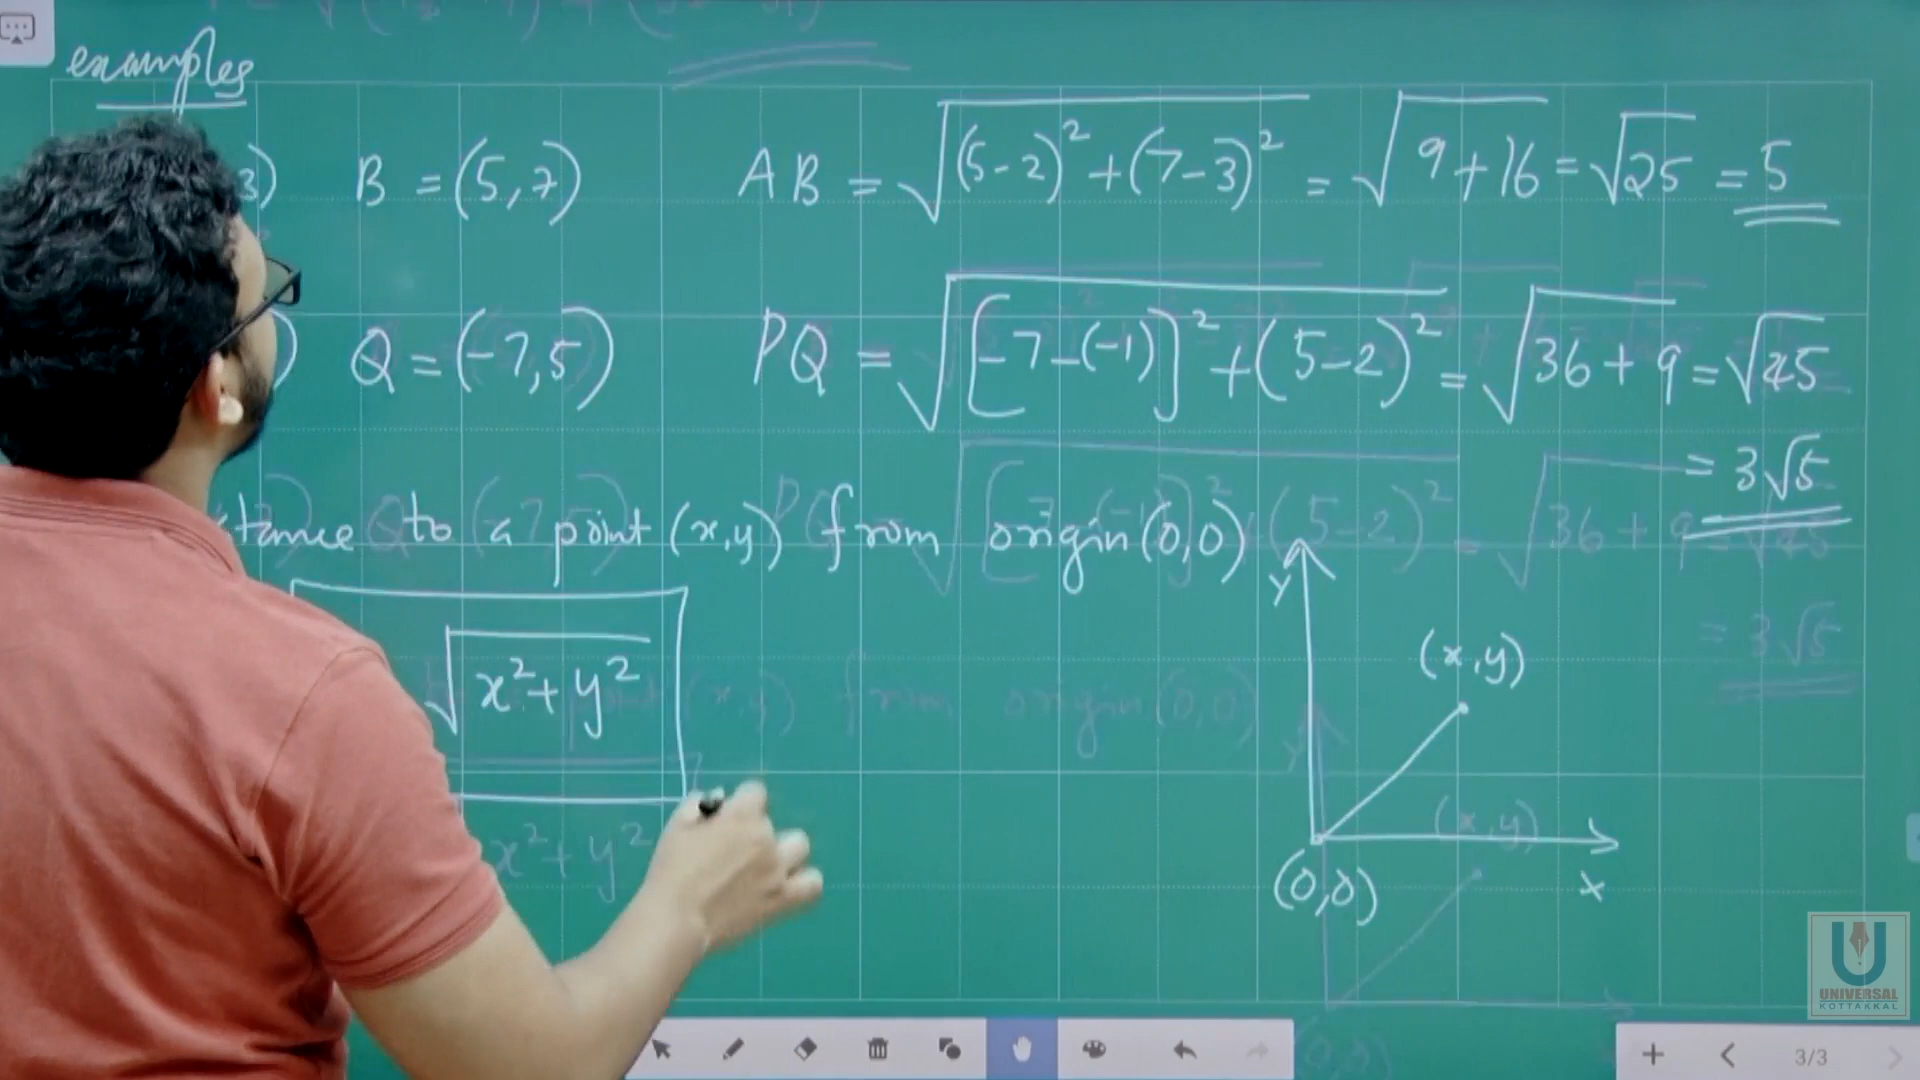 examples
3) B = (5,7) AB = √(5-2)² + (7-3)² = √9+16 = √25 = 5
) Q = (-7,5) PQ = √[-7-(-1)]² + (5-2)² = √36+9 = √45
= 3√5
tance to a point (x,y) from origin (0,0)
√x²+y²
y
(x,y)
(0,0)
x
UNIVERSAL
KOTTAKKAL
3/3